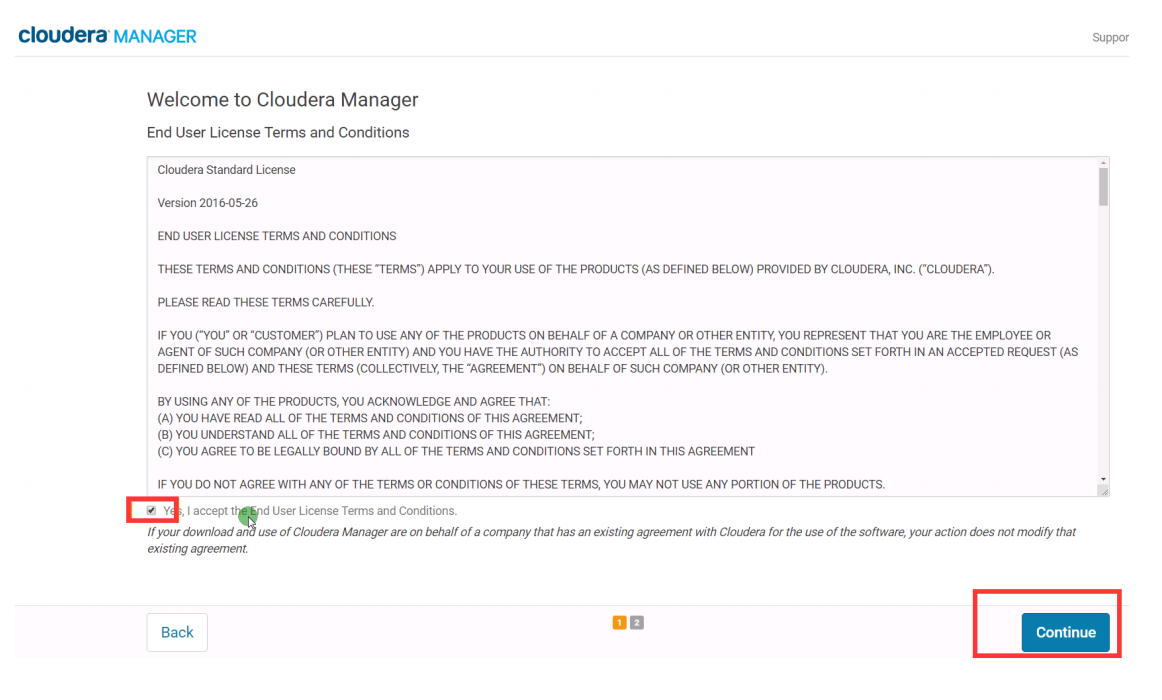 cloudera MANAGER
Suppor
Welcome to Cloudera Manager
End User License Terms and Conditions
Cloudera Standard License
Version 2016-05-26
END USER LICENSE TERMS AND CONDITIONS
THESE TERMS AND CONDITIONS (THESE “TERMS”) APPLY TO YOUR USE OF THE PRODUCTS (AS DEFINED BELOW) PROVIDED BY CLOUDERA, INC. (“CLOUDERA”).
PLEASE READ THESE TERMS CAREFULLY.
IF YOU (“YOU” OR “CUSTOMER”) PLAN TO USE ANY OF THE PRODUCTS ON BEHALF OF A COMPANY OR OTHER ENTITY, YOU REPRESENT THAT YOU ARE THE EMPLOYEE OR
AGENT OF SUCH COMPANY (OR OTHER ENTITY) AND YOU HAVE THE AUTHORITY TO ACCEPT ALL OF THE TERMS AND CONDITIONS SET FORTH IN AN ACCEPTED REQUEST (AS
DEFINED BELOW) AND THESE TERMS (COLLECTIVELY, THE “AGREEMENT”) ON BEHALF OF SUCH COMPANY (OR OTHER ENTITY).
BY USING ANY OF THE PRODUCTS, YOU ACKNOWLEDGE AND AGREE THAT:
(A) YOU HAVE READ ALL OF THE TERMS AND CONDITIONS OF THIS AGREEMENT;
(B) YOU UNDERSTAND ALL OF THE TERMS AND CONDITIONS OF THIS AGREEMENT;
(C) YOU AGREE TO BE LEGALLY BOUND BY ALL OF THE TERMS AND CONDITIONS SET FORTH IN THIS AGREEMENT
IF YOU DO NOT AGREE WITH ANY OF THE TERMS OR CONDITIONS OF THESE TERMS, YOU MAY NOT USE ANY PORTION OF THE PRODUCTS.
Yes, I accept the End User License Terms and Conditions.
If your download and use of Cloudera Manager are on behalf of a company that has an existing agreement with Cloudera for the use of the software, your action does not modify that
existing agreement.
Back
1 2
Continue